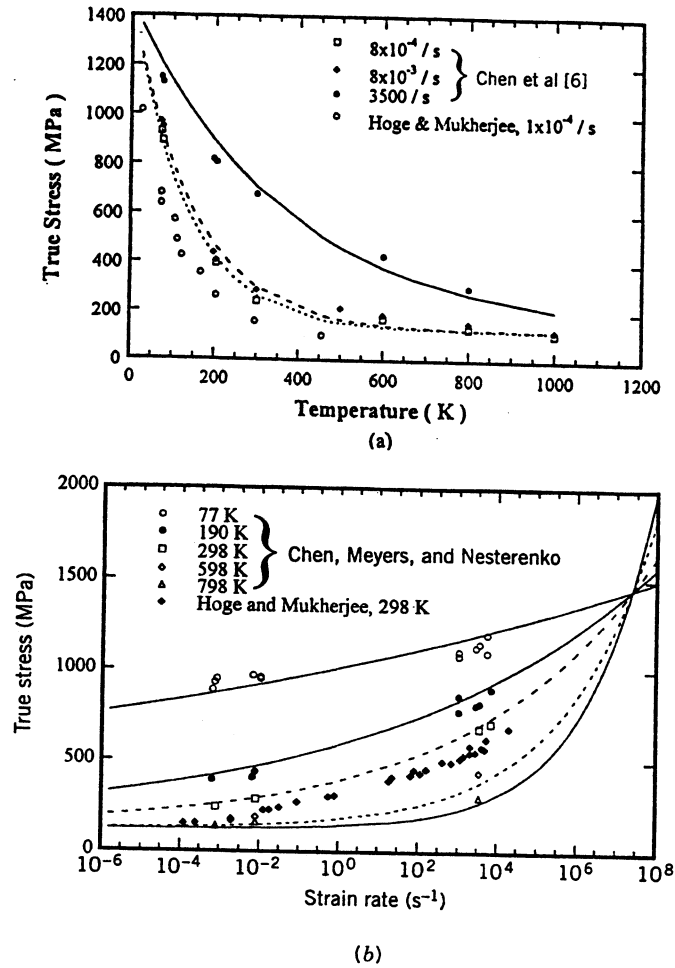 1400
1200
1000
800
600
400
200
0
True Stress ( MPa)
8x10⁻⁴ / s
8x10⁻³ / s
3500 / s
Chen et al [6]
Hoge & Mukherjee, 1x10⁻⁴ / s
0 200 400 600 800 1000 1200
Temperature ( K )
(a)
2000
1500
1000
500
0
True stress (MPa)
77 K
190 K
298 K
598 K
798 K
Chen, Meyers, and Nesterenko
Hoge and Mukherjee, 298 K
10⁻⁶ 10⁻⁴ 10⁻² 10⁰ 10² 10⁴ 10⁶ 10⁸
Strain rate (s⁻¹)
(b)